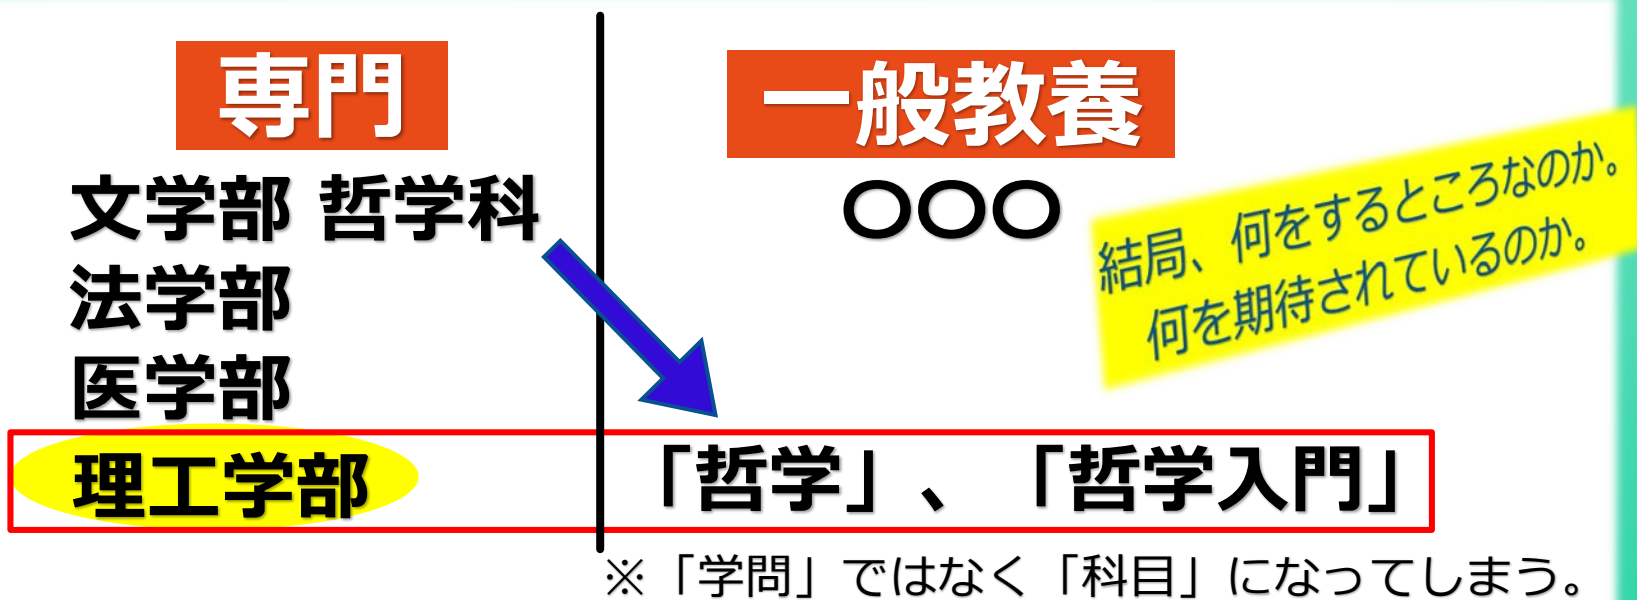 専門
一般教養
文学部 哲学科
〇〇〇
法学部
医学部
理工学部
「哲学」、「哲学入門」
※「学問」ではなく「科目」になってしまう。
結局、何をするところなのか。
何を期待されているのか。